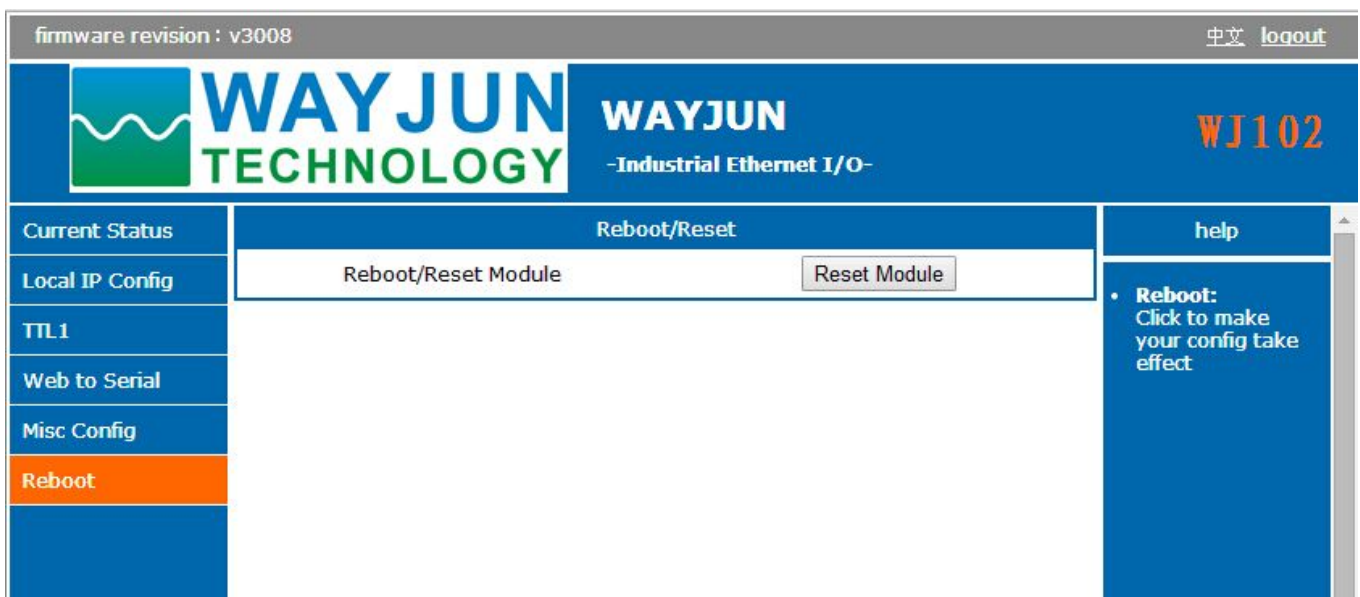 firmware revision : v3008
中文 logout
WAYJUN
TECHNOLOGY
WAYJUN
-Industrial Ethernet I/O-
WJ102
Current Status
Local IP Config
TTL1
Web to Serial
Misc Config
Reboot
Reboot/Reset
Reboot/Reset Module
Reset Module
help
• Reboot:
Click to make
your config take
effect